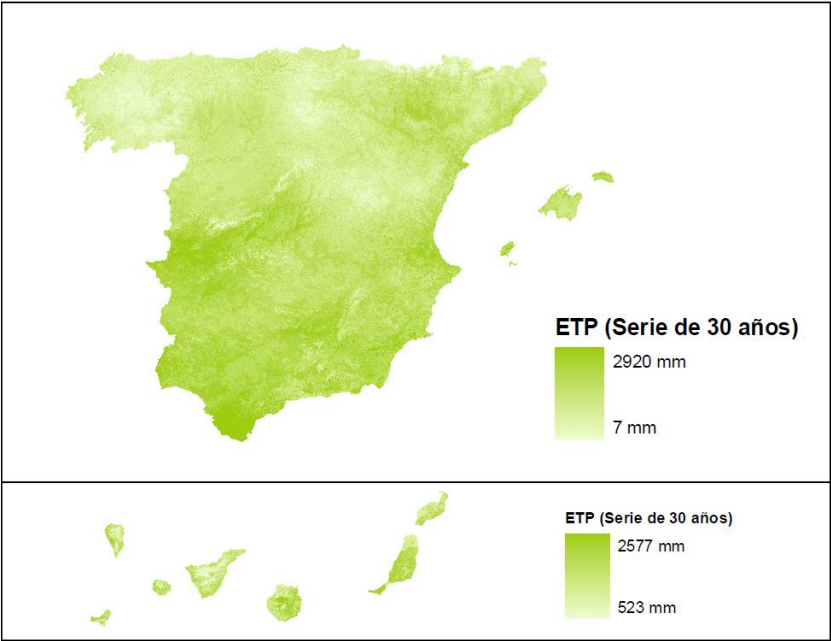 ETP (Serie de 30 años)
2920 mm
7 mm
ETP (Serie de 30 años)
2577 mm
523 mm